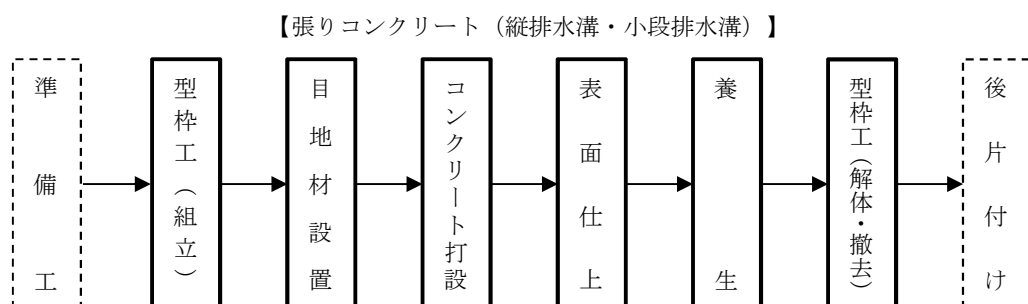 【張りコンクリート（縦排水溝・小段排水溝）】
準備工
型枠工（組立）
目地材設置
コンクリート打設
表面仕上
養生
型枠工（解体・撤去）
後片付け